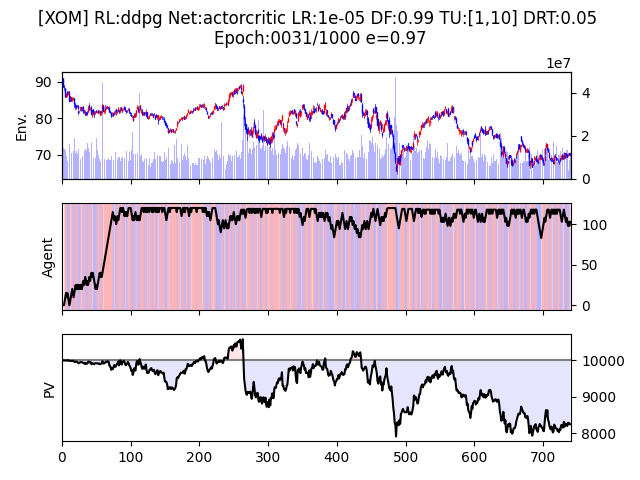 [XOM] RL:ddpg Net:actorcritic LR:1e-05 DF:0.99 TU:[1,10] DRT:0.05
Epoch:0031/1000 e=0.97
1e7
90
80
70
Env.
4
2
0
Agent
100
50
0
PV
10000
9000
8000
0 100 200 300 400 500 600 700